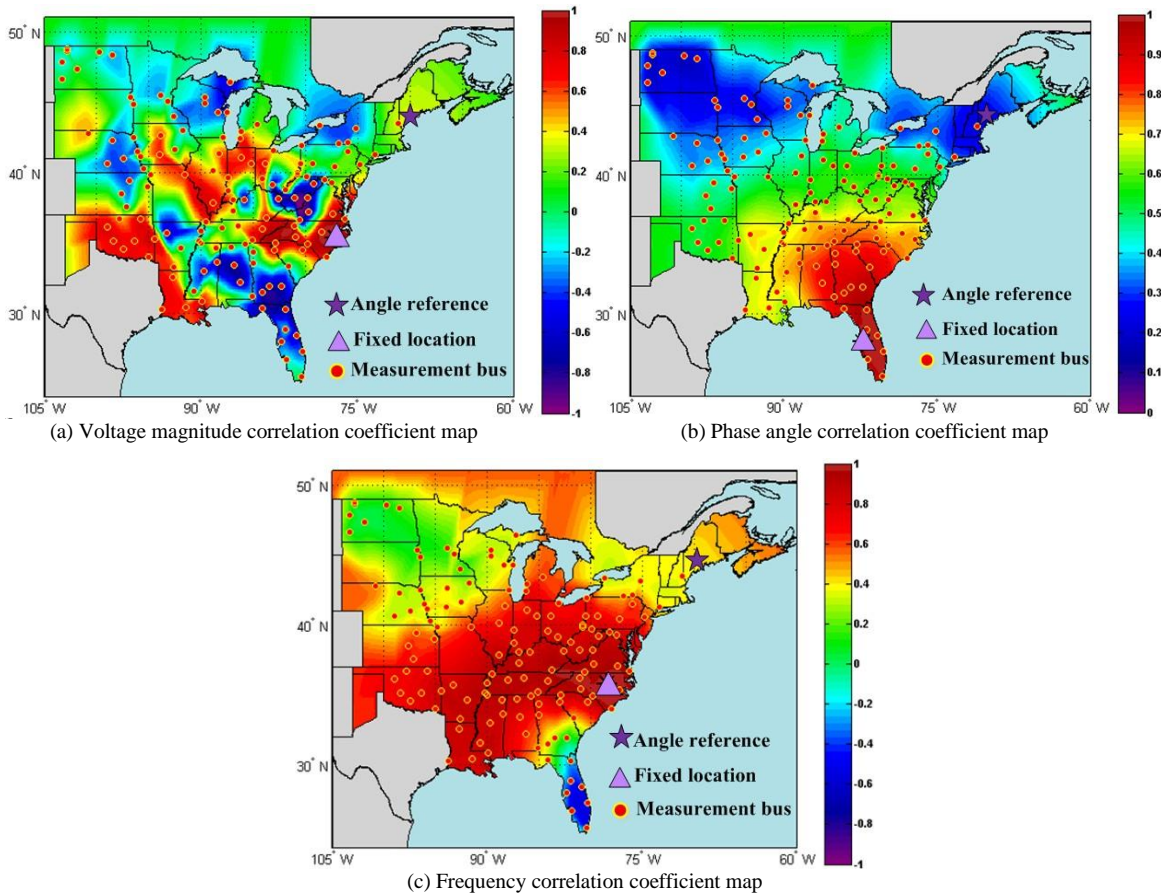 50° N
40° N
30° N
105° W
90° W
75° W
60° W
Angle reference
Fixed location
Measurement bus
1
0.8
0.6
0.4
0.2
0
-0.2
-0.4
-0.6
-0.8
-1
(a) Voltage magnitude correlation coefficient map
50° N
40° N
30° N
105° W
90° W
75° W
60° W
Angle reference
Fixed location
Measurement bus
1
0.9
0.8
0.7
0.6
0.5
0.4
0.3
0.2
0.1
0
(b) Phase angle correlation coefficient map
50° N
40° N
30° N
105° W
90° W
75° W
60° W
Angle reference
Fixed location
Measurement bus
1
0.8
0.6
0.4
0.2
0
-0.2
-0.4
-0.6
-0.8
-1
(c) Frequency correlation coefficient map